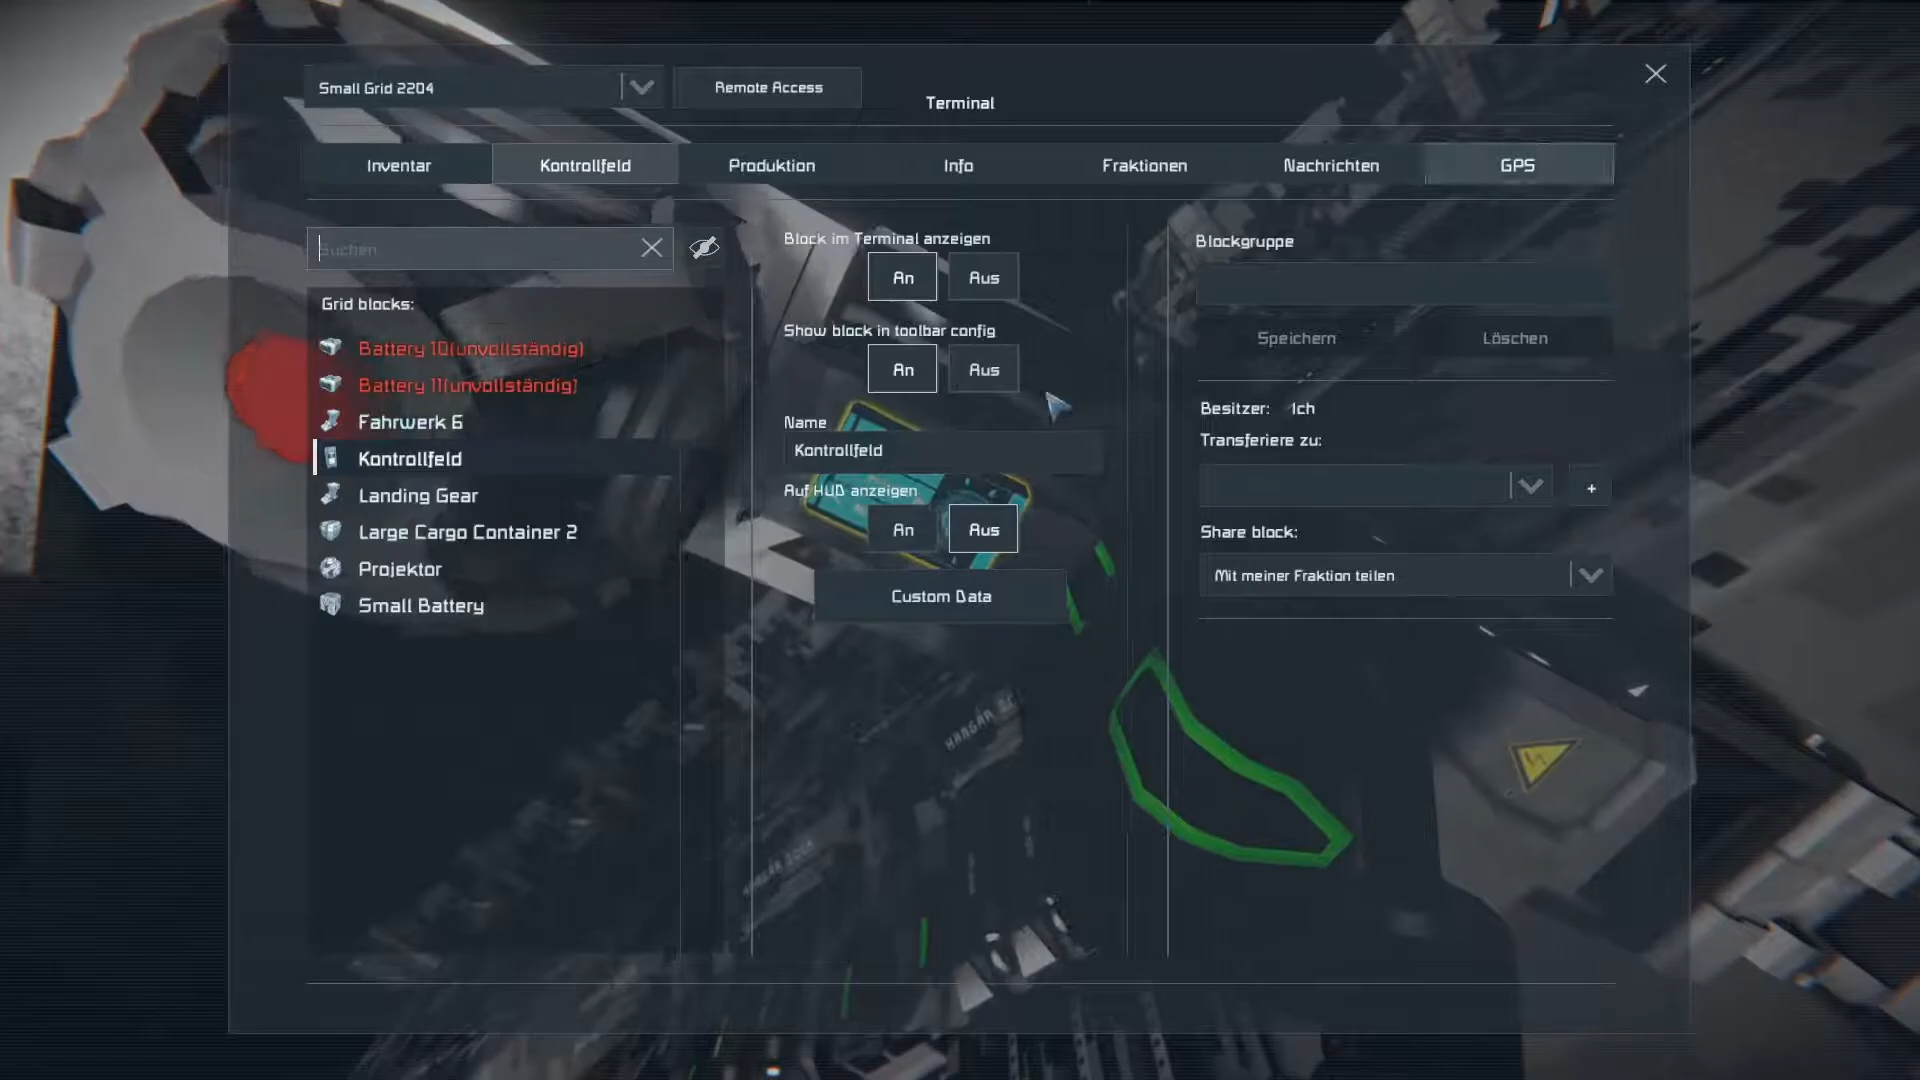 Small Grid 2204
Remote Access
Terminal
Inventar
Kontrollfeld
Produktion
Info
Fraktionen
Nachrichten
GPS
Suchen
Grid blocks:
Battery 10(unvollständig)
Battery 11(unvollständig)
Fahrwerk 6
Kontrollfeld
Landing Gear
Large Cargo Container 2
Projektor
Small Battery
Block im Terminal anzeigen
An Aus
Show block in toolbar config
An Aus
Name
Kontrollfeld
Auf HUD anzeigen
An Aus
Custom Data
Blockgruppe
Speichern Löschen
Besitzer: Ich
Transferiere zu:
+
Share block:
Mit meiner Fraktion teilen
HANGAR